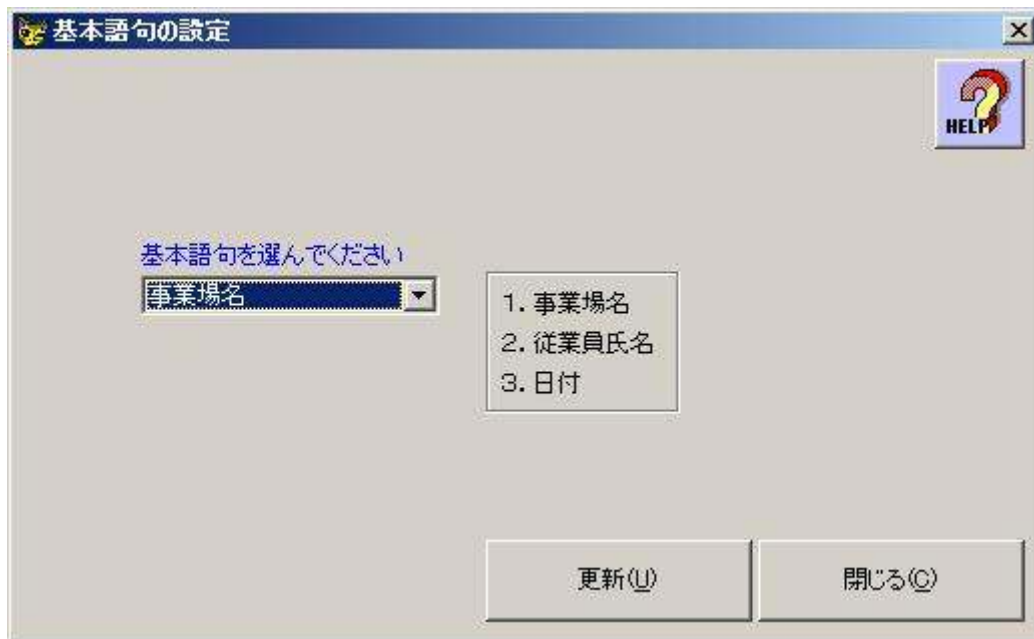 基本語句の設定
HELP
基本語句を選んでください
事業場名
1. 事業場名
2. 従業員氏名
3. 日付
更新(U)
閉じる(C)